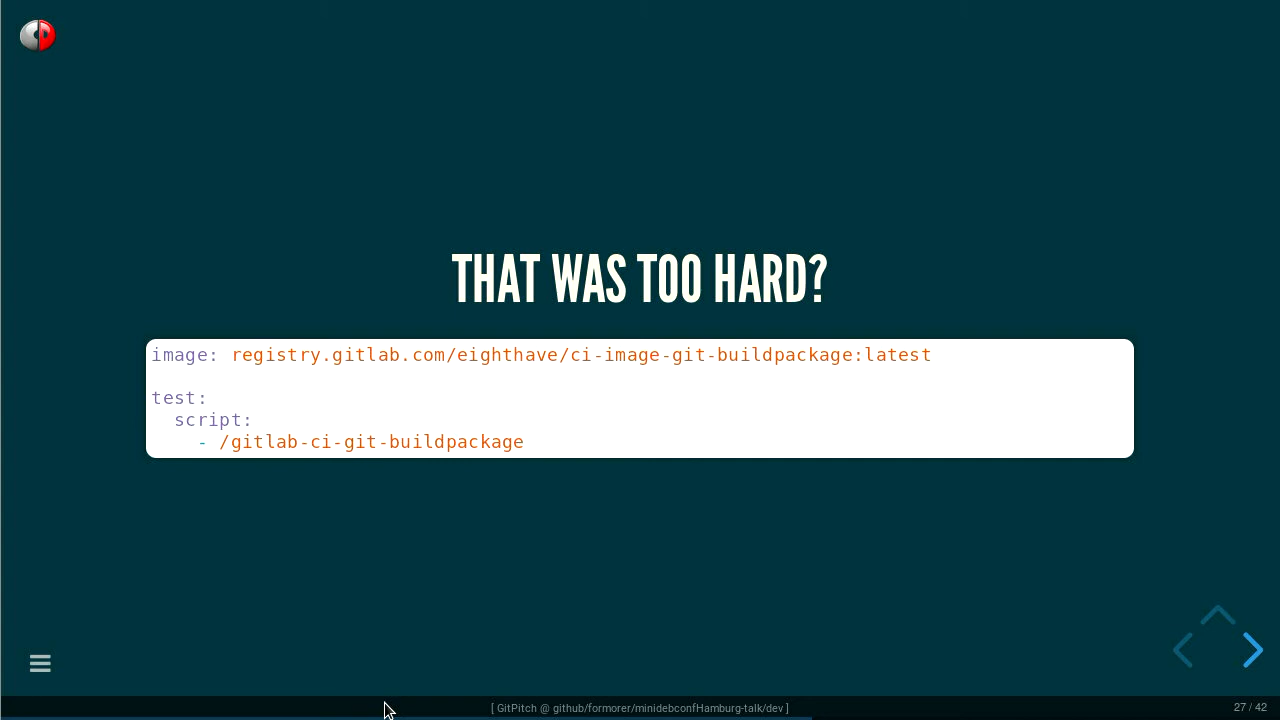 THAT WAS TOO HARD?
image: registry.gitlab.com/eighthave/ci-image-git-buildpackage:latest
test:
  script:
    - /gitlab-ci-git-buildpackage
[ GitPitch @ github/formorer/minidebconfHamburg-talk/dev ]
27 / 42